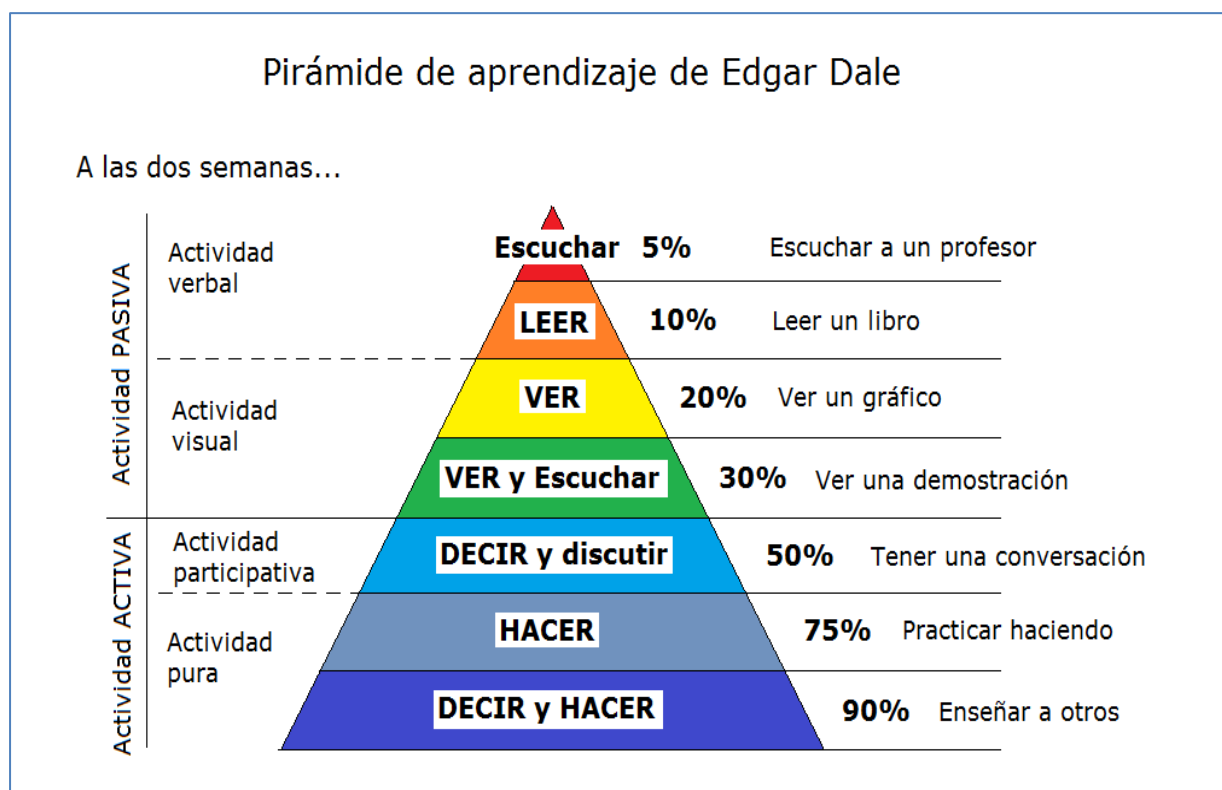 Pirámide de aprendizaje de Edgar Dale
A las dos semanas...
Actividad PASIVA
Actividad
verbal
Escuchar 5% Escuchar a un profesor
LEER 10% Leer un libro
Actividad
visual
VER 20% Ver un gráfico
VER y Escuchar 30% Ver una demostración
Actividad ACTIVA
Actividad
participativa
DECIR y discutir 50% Tener una conversación
Actividad
pura
HACER 75% Practicar haciendo
DECIR y HACER 90% Enseñar a otros